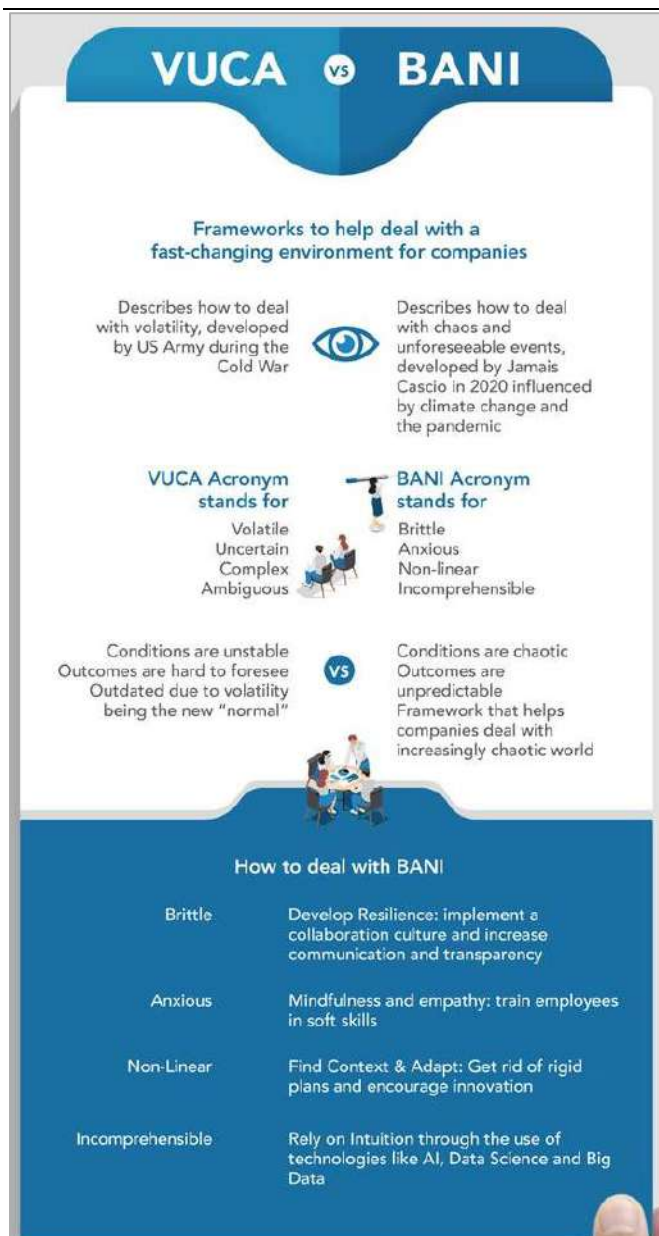 VUCA VS BANI
Frameworks to help deal with a
fast-changing environment for companies
Describes how to deal
with volatility, developed
by US Army during the
Cold War
Describes how to deal
with chaos and
unforeseeable events,
developed by Jamais
Cascio in 2020 influenced
by climate change and
the pandemic
VUCA Acronym
stands for
Volatile
Uncertain
Complex
Ambiguous
BANI Acronym
stands for
Brittle
Anxious
Non-linear
Incomprehensible
Conditions are unstable
Outcomes are hard to foresee
Outdated due to volatility
being the new “normal”
VS
Conditions are chaotic
Outcomes are
unpredictable
Framework that helps
companies deal with
increasingly chaotic world
How to deal with BANI
Brittle
Develop Resilience: implement a
collaboration culture and increase
communication and transparency
Anxious
Mindfulness and empathy: train employees
in soft skills
Non-Linear
Find Context & Adapt: Get rid of rigid
plans and encourage innovation
Incomprehensible
Rely on Intuition through the use of
technologies like AI, Data Science and Big
Data